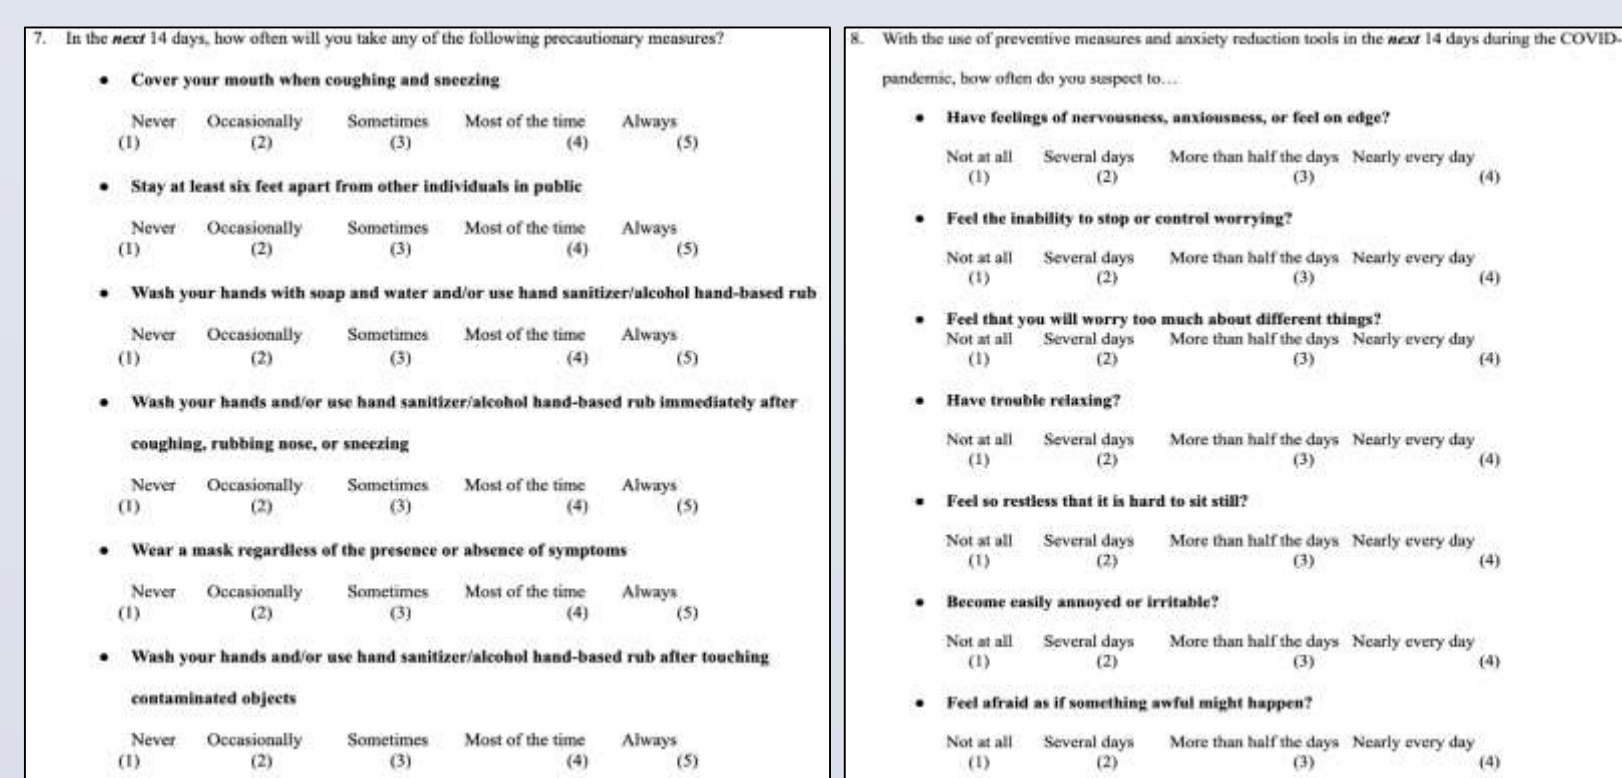 7. In the next 14 days, how often will you take any of the following precautionary measures?
• Cover your mouth when coughing and sneezing
Never Occasionally Sometimes Most of the time Always
(1) (2) (3) (4) (5)
• Stay at least six feet apart from other individuals in public
Never Occasionally Sometimes Most of the time Always
(1) (2) (3) (4) (5)
• Wash your hands with soap and water and/or use hand sanitizer/alcohol hand-based rub
Never Occasionally Sometimes Most of the time Always
(1) (2) (3) (4) (5)
• Wash your hands and/or use hand sanitizer/alcohol hand-based rub immediately after
coughing, rubbing nose, or sneezing
Never Occasionally Sometimes Most of the time Always
(1) (2) (3) (4) (5)
• Wear a mask regardless of the presence or absence of symptoms
Never Occasionally Sometimes Most of the time Always
(1) (2) (3) (4) (5)
• Wash your hands and/or use hand sanitizer/alcohol hand-based rub after touching
contaminated objects
Never Occasionally Sometimes Most of the time Always
(1) (2) (3) (4) (5)
8. With the use of preventive measures and anxiety reduction tools in the next 14 days during the COVID-
pandemic, how often do you suspect to…
• Have feelings of nervousness, anxiousness, or feel on edge?
Not at all Several days More than half the days Nearly every day
(1) (2) (3) (4)
• Feel the inability to stop or control worrying?
Not at all Several days More than half the days Nearly every day
(1) (2) (3) (4)
• Feel that you will worry too much about different things?
Not at all Several days More than half the days Nearly every day
(1) (2) (3) (4)
• Have trouble relaxing?
Not at all Several days More than half the days Nearly every day
(1) (2) (3) (4)
• Feel so restless that it is hard to sit still?
Not at all Several days More than half the days Nearly every day
(1) (2) (3) (4)
• Become easily annoyed or irritable?
Not at all Several days More than half the days Nearly every day
(1) (2) (3) (4)
• Feel afraid as if something awful might happen?
Not at all Several days More than half the days Nearly every day
(1) (2) (3) (4)